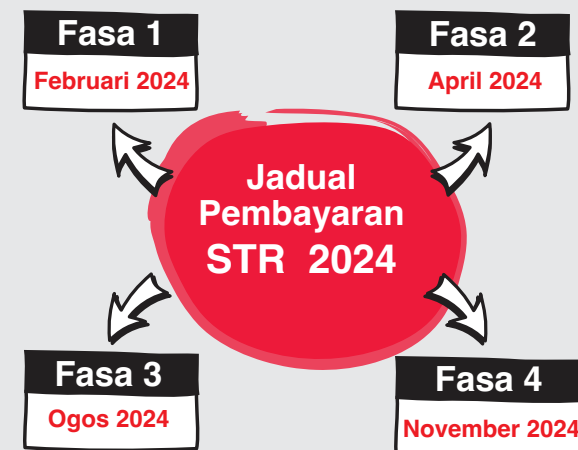 Fasa 1
Februari 2024
Fasa 2
April 2024
Jadual
Pembayaran
STR 2024
Fasa 3
Ogos 2024
Fasa 4
November 2024